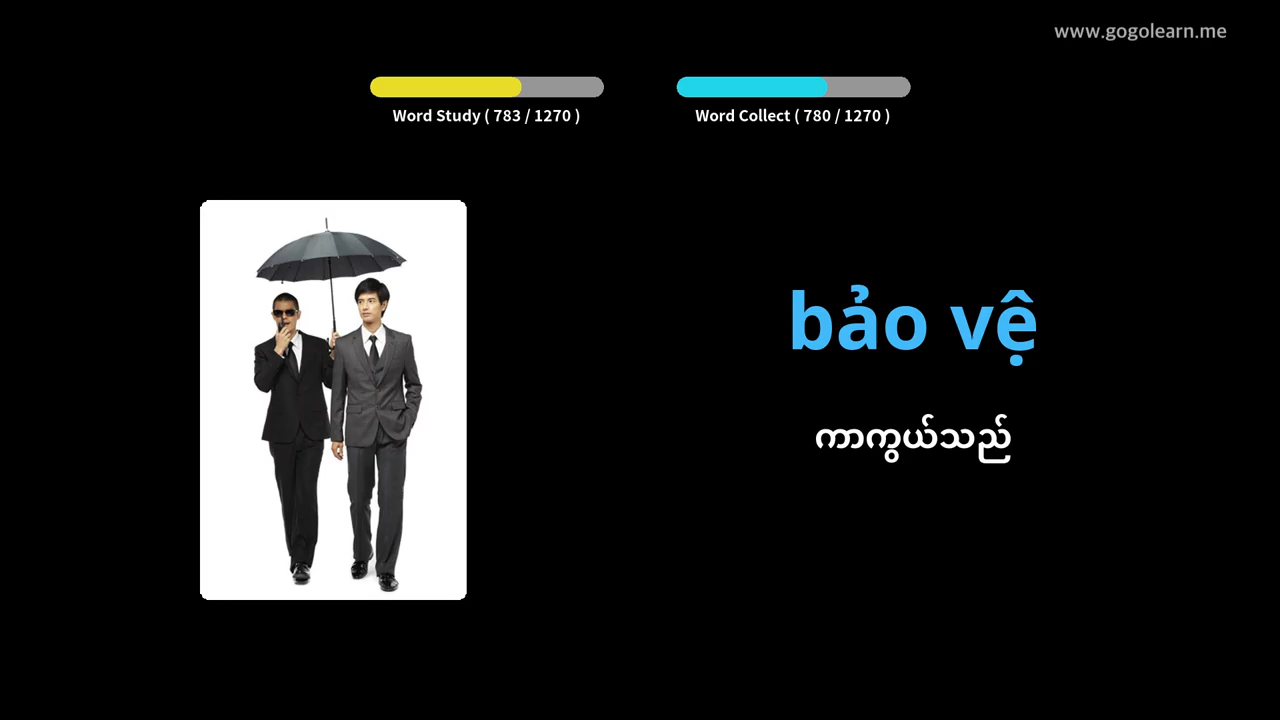 www.gogolearn.me
Word Study ( 783 / 1270 )
Word Collect ( 780 / 1270 )
bảo vệ
ကာကွယ်သည်